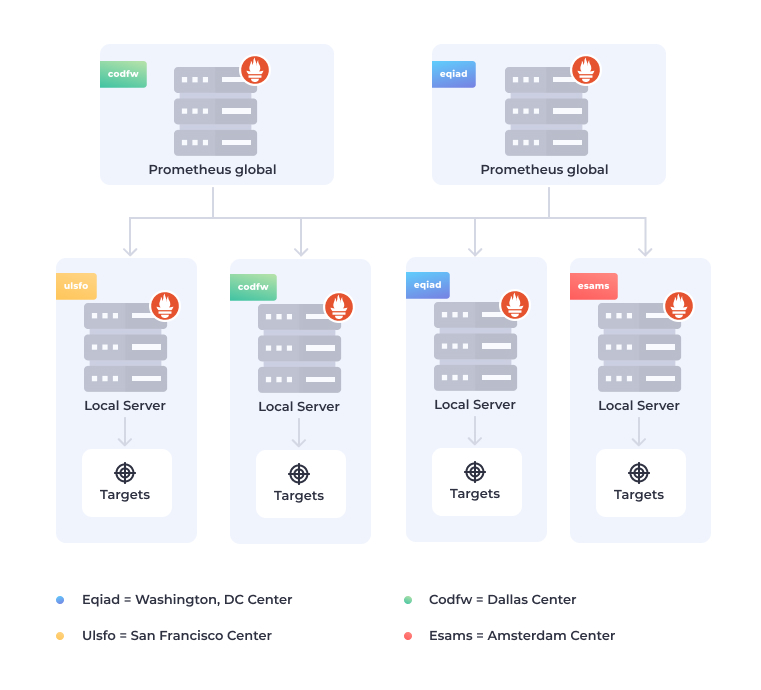 codfw
Prometheus global
eqiad
Prometheus global
ulsfo
Local Server
Targets
codfw
Local Server
Targets
eqiad
Local Server
Targets
esams
Local Server
Targets
Eqiad = Washington, DC Center
Codfw = Dallas Center
Ulsfo = San Francisco Center
Esams = Amsterdam Center